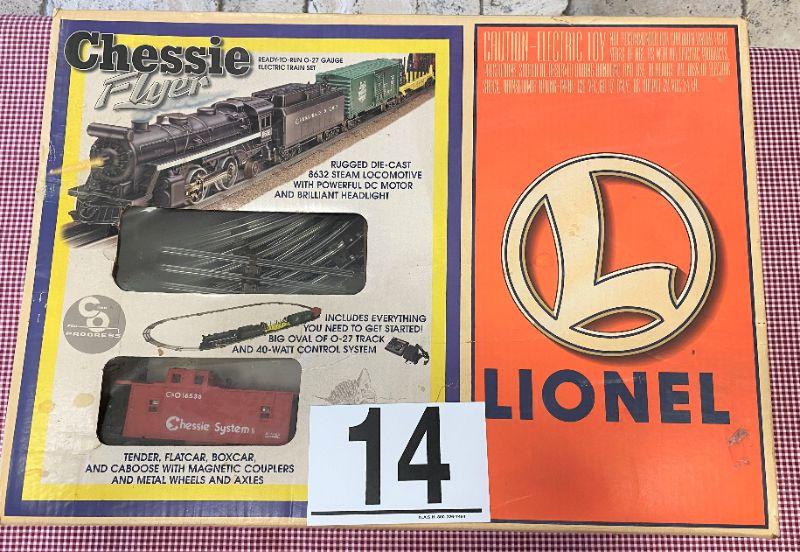 Chessie
Flyer
READY-TO-RUN O-27 GAUGE
ELECTRIC TRAIN SET
RUGGED DIE-CAST
8632 STEAM LOCOMOTIVE
WITH POWERFUL DC MOTOR
AND BRILLIANT HEADLIGHT
PROGRESS
INCLUDES EVERYTHING
YOU NEED TO GET STARTED!
BIG OVAL OF O-27 TRACK
AND 40-WATT CONTROL SYSTEM
C&O 16538
Chessie System
TENDER, FLATCAR, BOXCAR,
AND CABOOSE WITH MAGNETIC COUPLERS
AND METAL WHEELS AND AXLES
14
CAUTION-ELECTRIC TOY
L
LIONEL